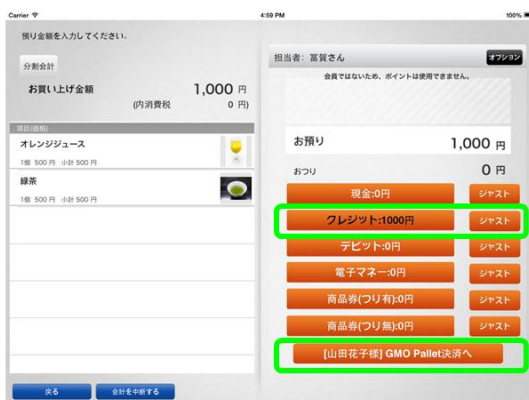 Carrier 4:59 PM 100%
預り金額を入力してください.
分割会計
お買い上げ金額 1,000 円
(内消費税 0 円)
項目(価格)
オレンジジュース
1個 500 円 小計 500 円
緑茶
1個 500 円 小計 500 円
戻る 会計を中断する
担当者: 富賀さん オプション
会員ではないため、ポイントは使用できません。
お預り 1,000 円
おつり 0 円
現金:0円 ジャスト
クレジット:1000円 ジャスト
デビット:0円 ジャスト
電子マネー:0円 ジャスト
商品券(つり有):0円 ジャスト
商品券(つり無):0円 ジャスト
[山田花子様] GMO Pallet決済へ